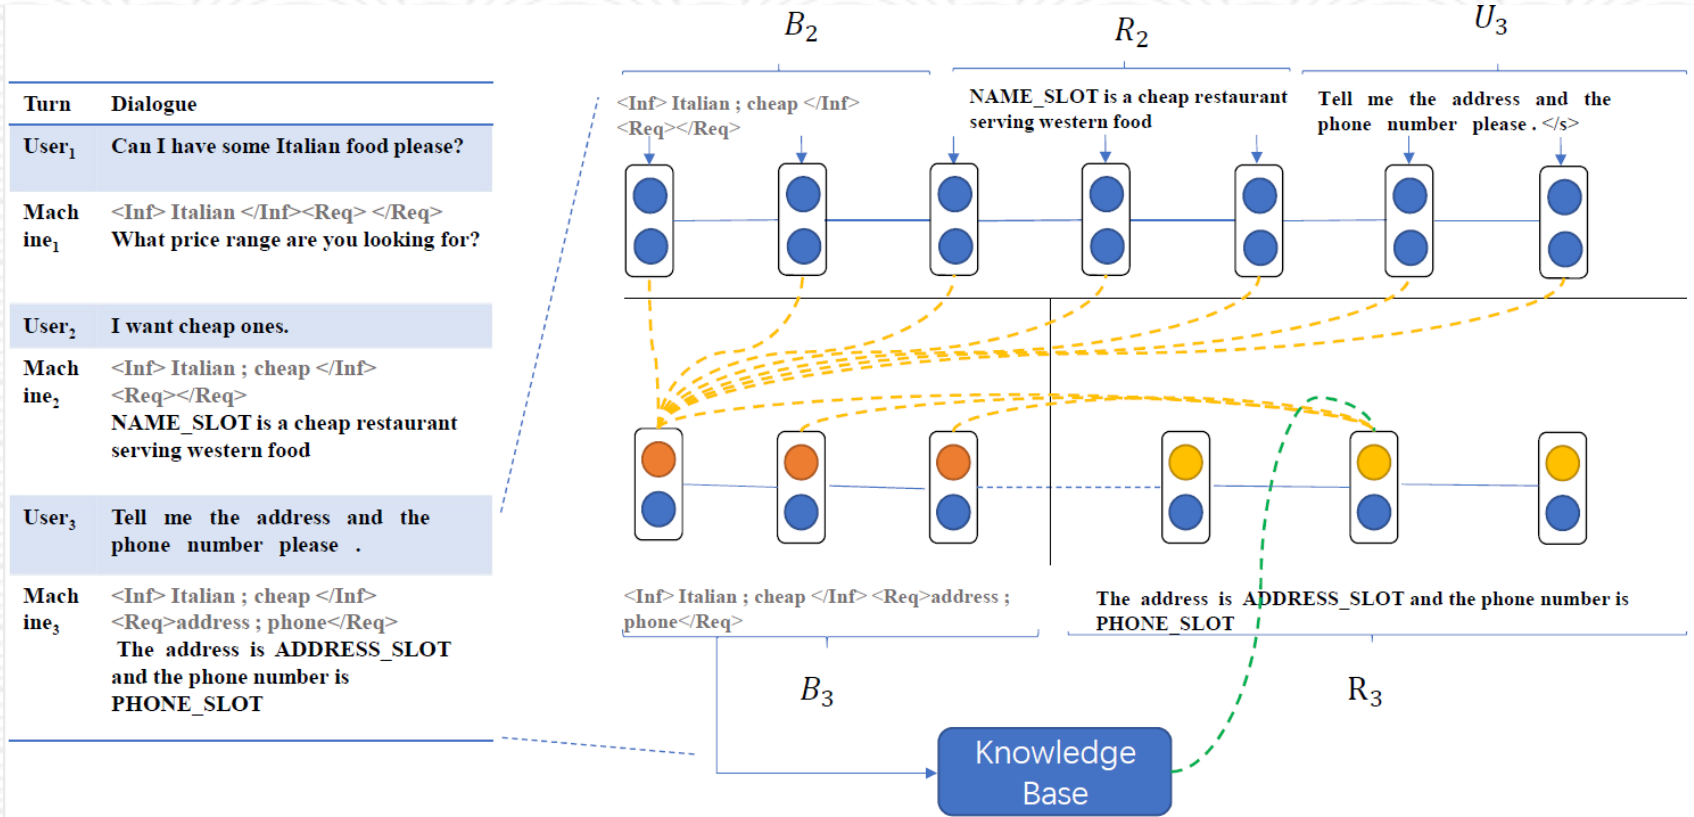 Turn Dialogue
User1 Can I have some Italian food please?
Mach <Inf> Italian </Inf><Req> </Req>
ine1 What price range are you looking for?
User2 I want cheap ones.
Mach <Inf> Italian ; cheap </Inf>
ine2 <Req></Req>
NAME_SLOT is a cheap restaurant
serving western food
User3 Tell me the address and the
phone number please .
Mach <Inf> Italian ; cheap </Inf>
ine3 <Req>address ; phone</Req>
The address is ADDRESS_SLOT
and the phone number is
PHONE_SLOT
B2
<Inf> Italian ; cheap </Inf>
<Req></Req>
R2
NAME_SLOT is a cheap restaurant
serving western food
U3
Tell me the address and the
phone number please . </s>
<Inf> Italian ; cheap </Inf> <Req>address ;
phone</Req>
B3
The address is ADDRESS_SLOT and the phone number is
PHONE_SLOT
R3
Knowledge
Base